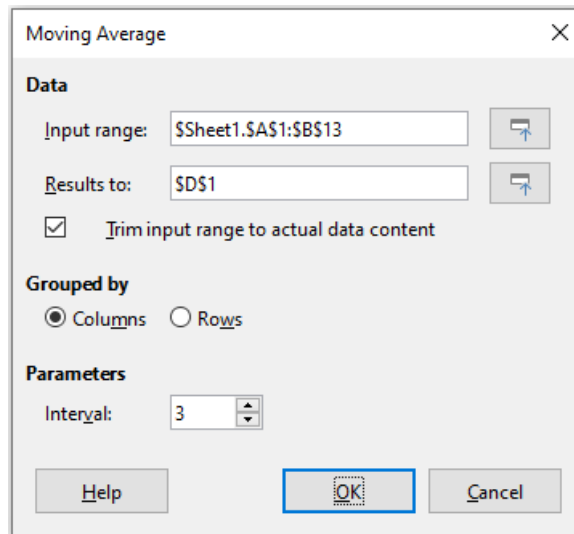 Moving Average
Data
Input range: $Sheet1.$A$1:$B$13
Results to: $D$1
Trim input range to actual data content
Grouped by
Columns Rows
Parameters
Interval: 3
Help OK Cancel